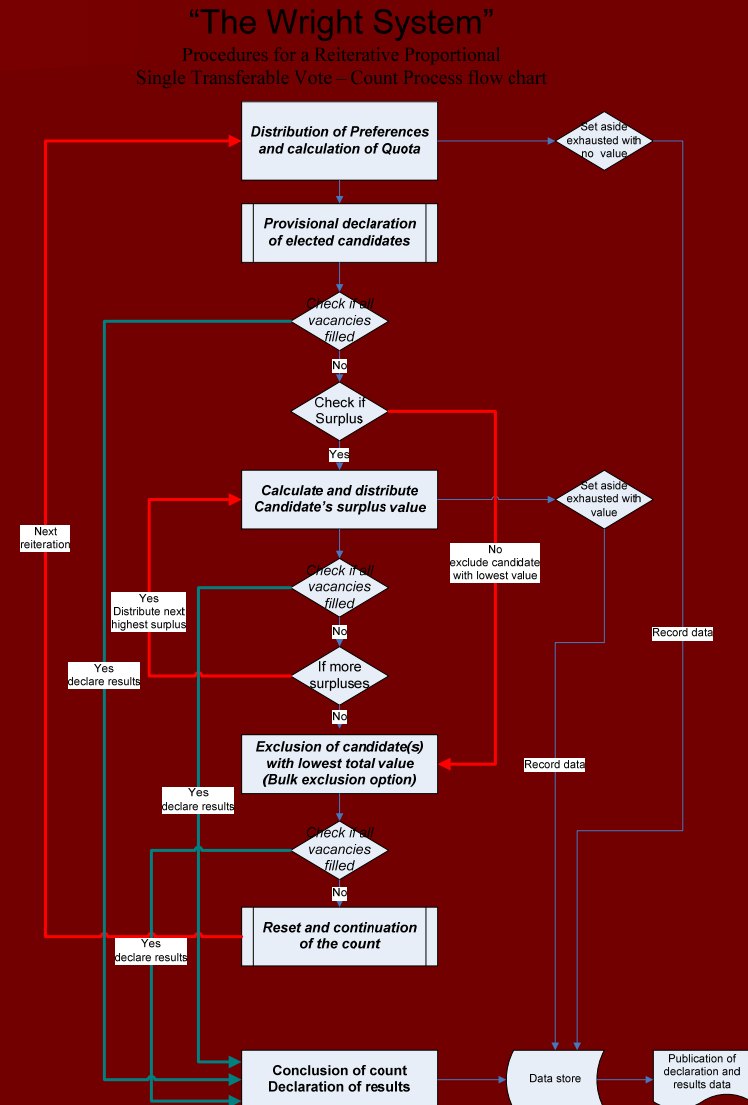 “The Wright System”
Procedures for a Reiterative Proportional
Single Transferable Vote – Count Process flow chart
Distribution of Preferences
and calculation of Quota
Set aside
exhausted with
no value
Provisional declaration
of elected candidates
Check if all
vacancies
filled
No
Check if
Surplus
Yes
Calculate and distribute
Candidate’s surplus value
Set aside
exhausted with
value
Next
reiteration
No
exclude candidate
with lowest value
Check if all
vacancies
filled
Yes
Distribute next
highest surplus
No
Record data
If more
surpluses
Yes
declare results
No
Exclusion of candidate(s)
with lowest total value
(Bulk exclusion option)
Record data
Yes
declare results
Check if all
vacancies
filled
No
Reset and continuation
of the count
Yes
declare results
Conclusion of count
Declaration of results
Data store
Publication of
declaration and
results data